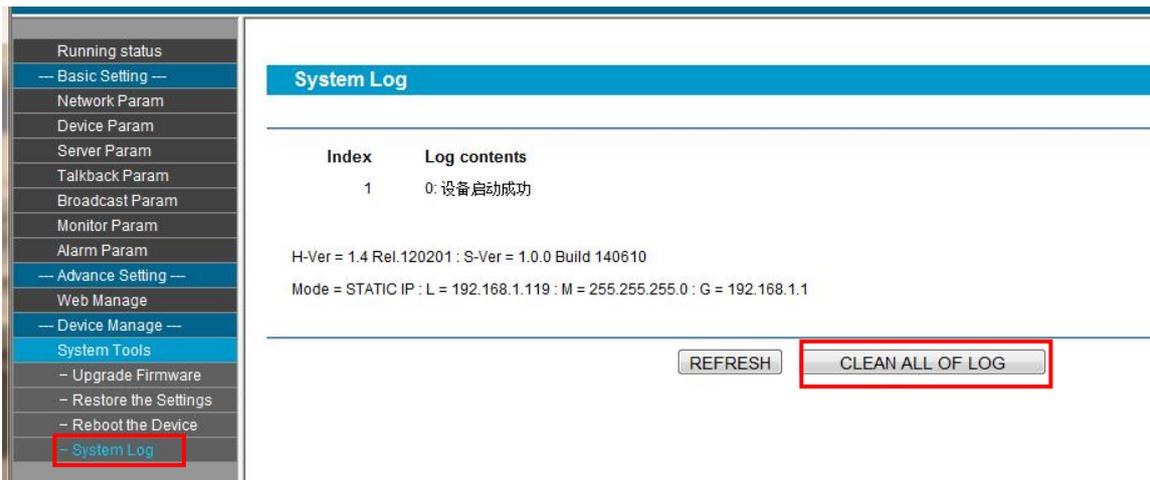 Running status
--- Basic Setting ---
Network Param
Device Param
Server Param
Talkback Param
Broadcast Param
Monitor Param
Alarm Param
--- Advance Setting ---
Web Manage
--- Device Manage ---
System Tools
- Upgrade Firmware
- Restore the Settings
- Reboot the Device
- System Log
System Log
Index Log contents
1 0: 设备启动成功
H-Ver = 1.4 Rel.120201 : S-Ver = 1.0.0 Build 140610
Mode = STATIC IP : L = 192.168.1.119 : M = 255.255.255.0 : G = 192.168.1.1
REFRESH CLEAN ALL OF LOG